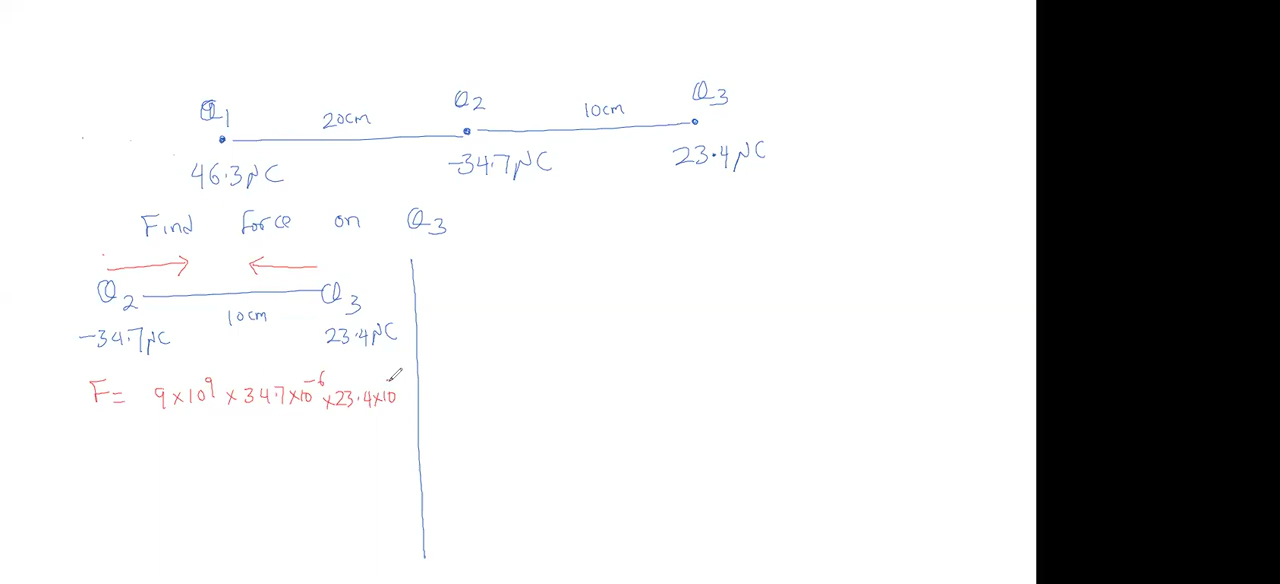 Q1 20cm Q2 10cm Q3
46.3μC -34.7μC 23.4μC
Find force on Q3
Q2 10cm Q3
-34.7μC 23.4μC
F= 9×10⁹ × 34.7×10⁻⁶ ×23.4×10